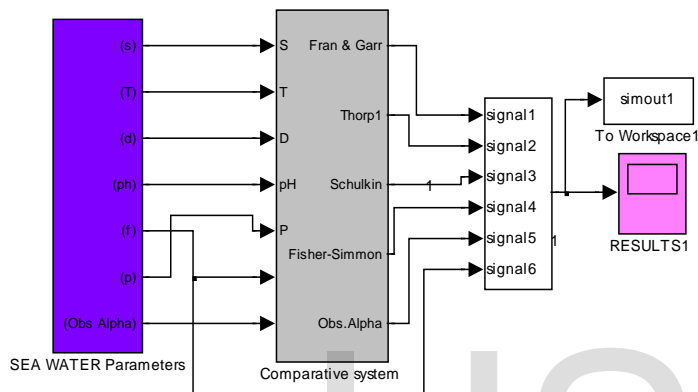 (s)
(T)
(d)
(ph)
(f)
(p)
(Obs Alpha)
SEA WATER Parameters
S
T
D
pH
P
Fran & Garr
Thorp1
Schulkin
Fisher-Simmon
Obs.Alpha
Comparative system
1
signal1
signal2
signal3
signal4
signal5
signal6
1
simout1
To Workspace1
RESULTS1